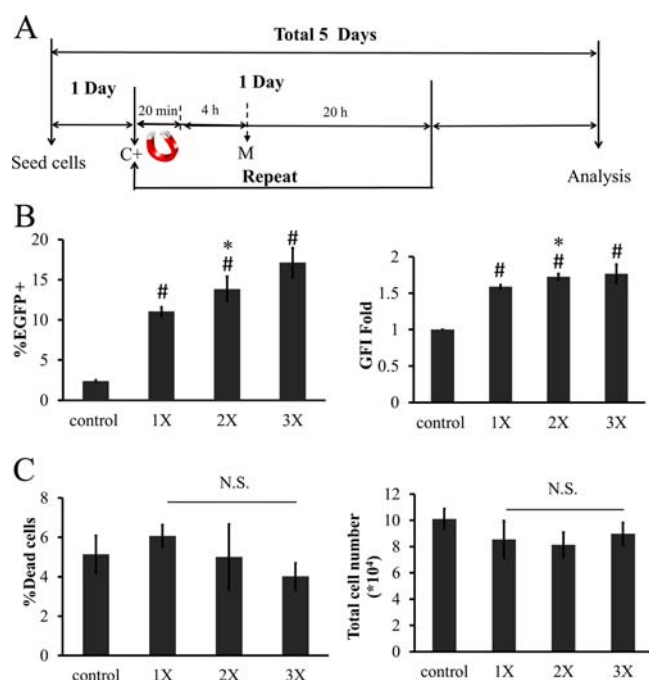 A
Total 5 Days
1 Day
1 Day
20 min
4 h
20 h
Seed cells
C+
M
Repeat
Analysis
B
20
15
10
5
0
%EGFP+
#
*
#
#
control
1X
2X
3X
2
1.5
1
0.5
0
GFI Fold
#
*
#
#
control
1X
2X
3X
C
8
6
4
2
0
%Dead cells
N.S.
control
1X
2X
3X
12
10
8
6
4
2
0
Total cell number
(*10⁴)
N.S.
control
1X
2X
3X